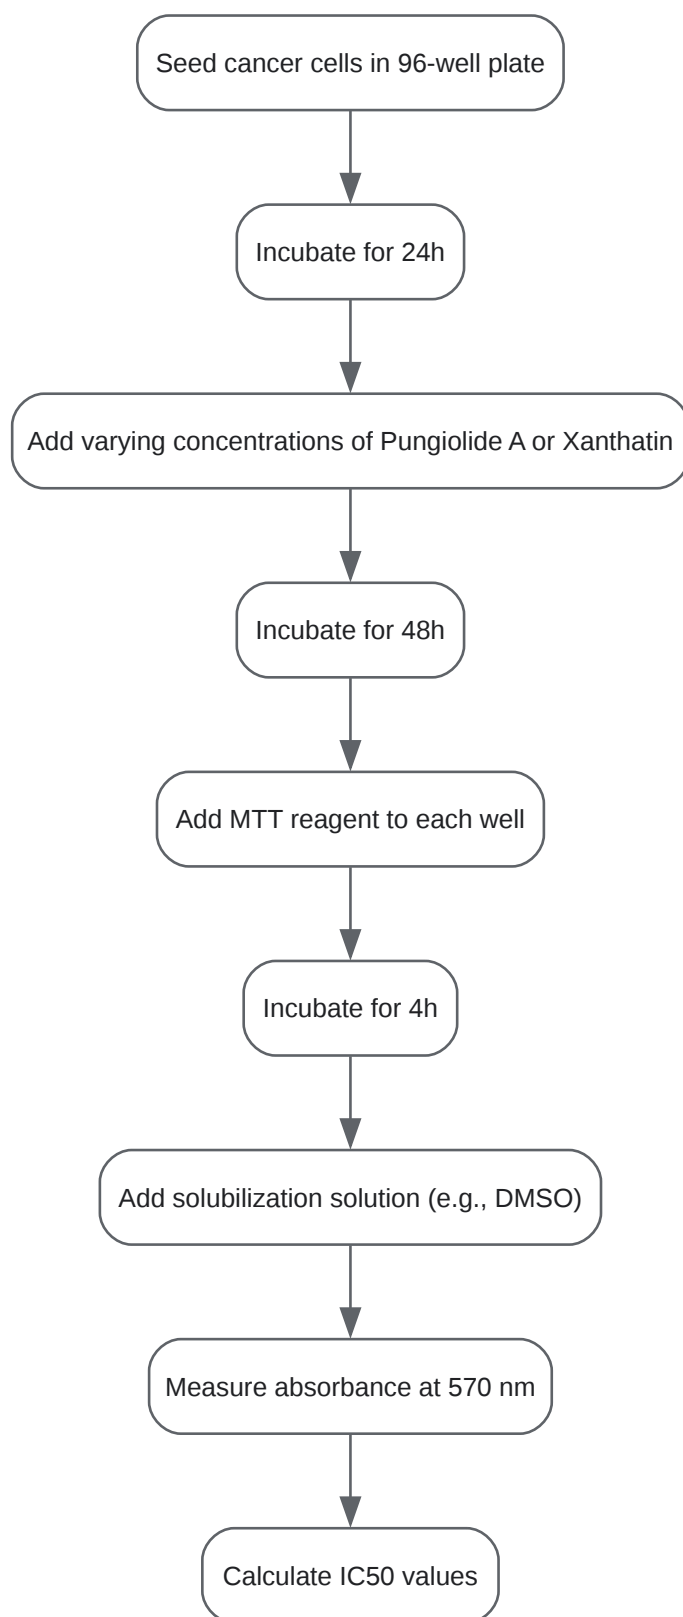 Seed cancer cells in 96-well plate
Incubate for 24h
Add varying concentrations of Pungiolide A or Xanthatin
Incubate for 48h
Add MTT reagent to each well
Incubate for 4h
Add solubilization solution (e.g., DMSO)
Measure absorbance at 570 nm
Calculate IC50 values